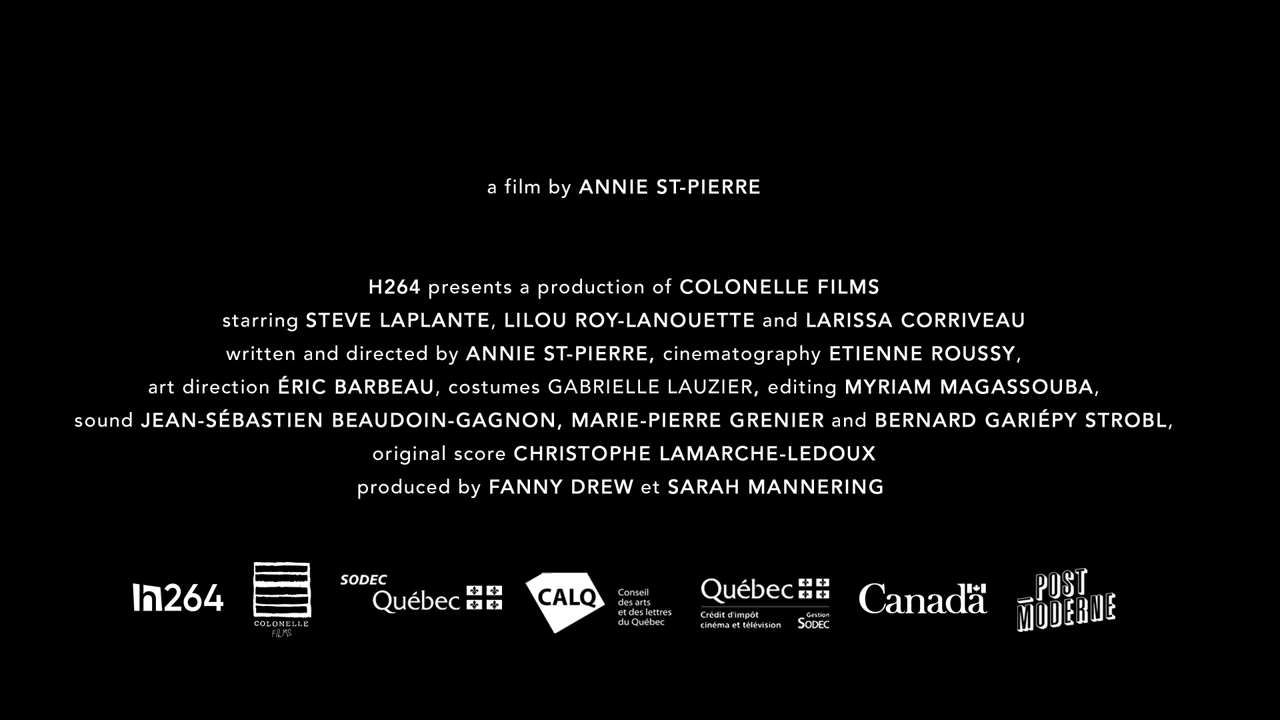 a film by ANNIE ST-PIERRE
H264 presents a production of COLONELLE FILMS
starring STEVE LAPLANTE, LILOU ROY-LANOUETTE and LARISSA CORRIVEAU
written and directed by ANNIE ST-PIERRE, cinematography ETIENNE ROUSSY,
art direction ÉRIC BARBEAU, costumes GABRIELLE LAUZIER, editing MYRIAM MAGASSOUBA,
sound JEAN-SÉBASTIEN BEAUDOIN-GAGNON, MARIE-PIERRE GRENIER and BERNARD GARIÉPY STROBL,
original score CHRISTOPHE LAMARCHE-LEDOUX
produced by FANNY DREW et SARAH MANNERING
h264
COLONELLE
FILMS
SODEC
Québec
CALQ
Conseil
des arts
et des lettres
du Québec
Québec
Crédit d'impôt
cinéma et télévision
Gestion
SODEC
Canada
POST
MODERNE